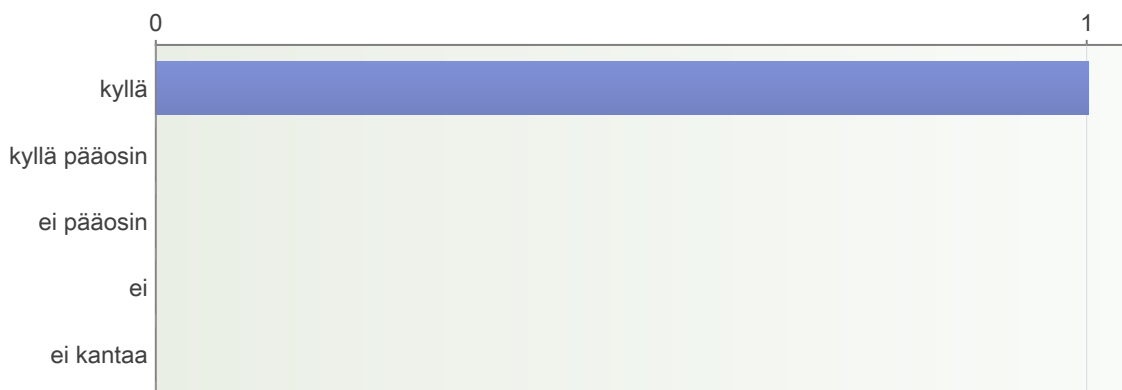 0 1
kyllä
kyllä pääosin
ei pääosin
ei
ei kantaa